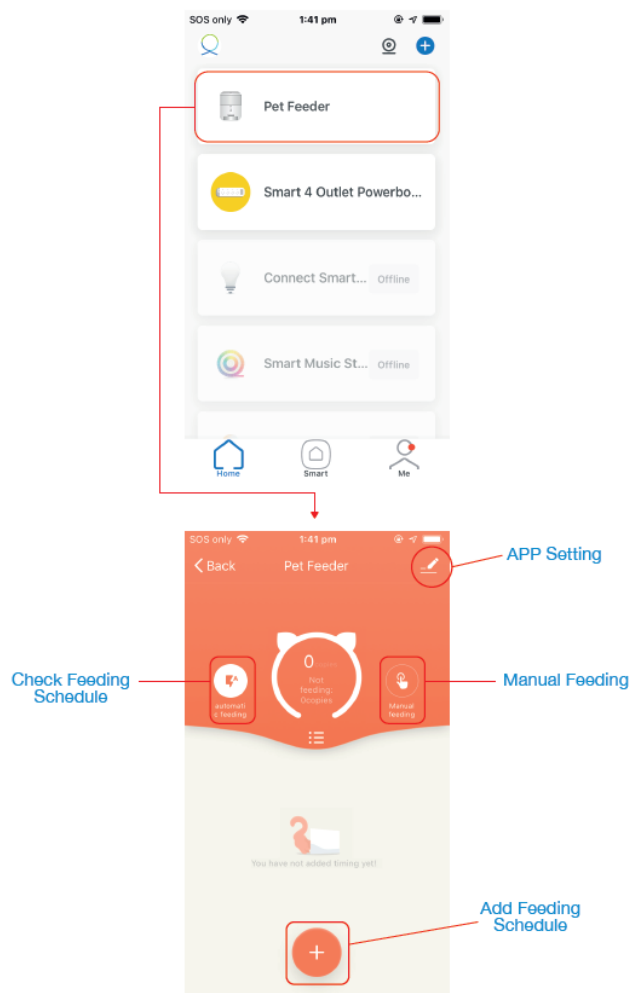 SOS only 1:41 pm
Pet Feeder
Smart 4 Outlet Powerbo...
Connect Smart... Offline
Smart Music St... Offline
Home Smart Me
SOS only 1:41 pm
Back Pet Feeder
APP Setting
0
Not
feeding:
0copies
Check Feeding
Schedule
automati
c feeding
Manual
feeding
Manual Feeding
You have not added timing yet!
Add Feeding
Schedule